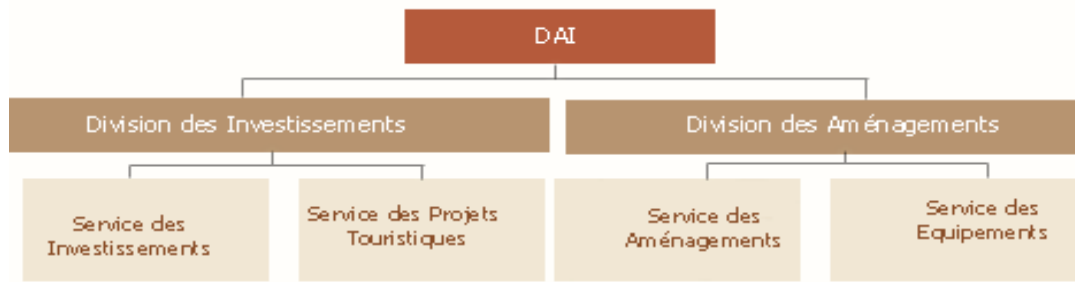 DAI
Division des Investissements
Division des Aménagements
Service des
Investissements
Service des Projets
Touristiques
Service des
Aménagements
Service des
Equipements